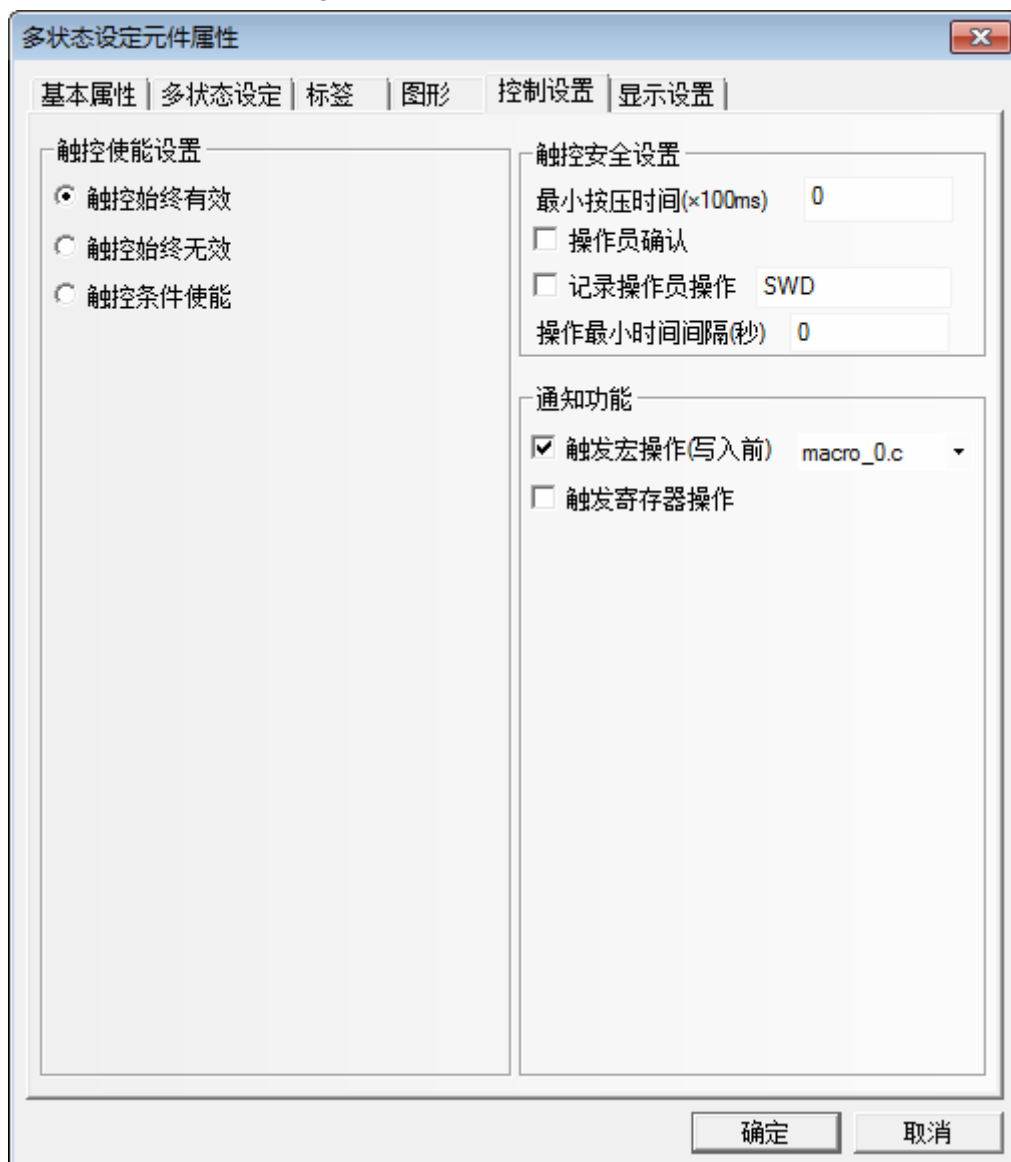 多状态设定元件属性
基本属性 多状态设定 标签 图形 控制设置 显示设置
触控使能设置
触控始终有效
触控始终无效
触控条件使能
触控安全设置
最小按压时间(×100ms) 0
操作员确认
记录操作员操作 SWD
操作最小时间间隔(秒) 0
通知功能
触发宏操作(写入前) macro_0.c
触发寄存器操作
确定 取消